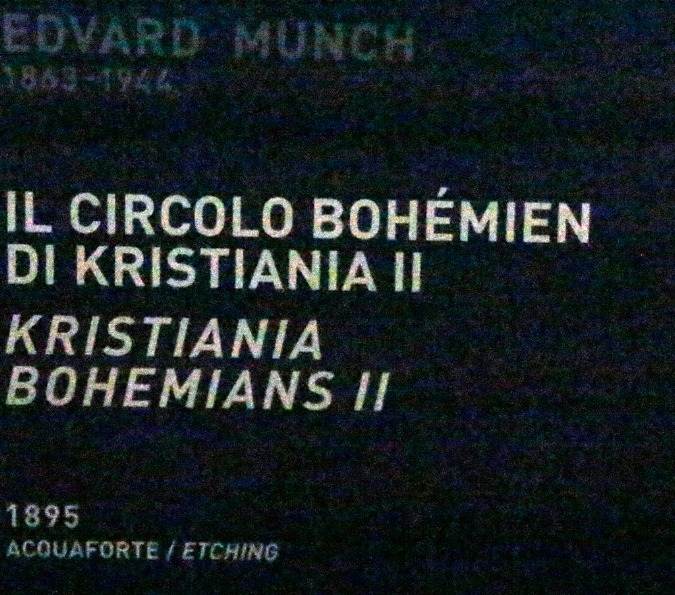 EDVARD MUNCH
1863-1944
IL CIRCOLO BOHÉMIEN
DI KRISTIANIA II
KRISTIANIA
BOHEMIANS II
1895
ACQUAFORTE / ETCHING